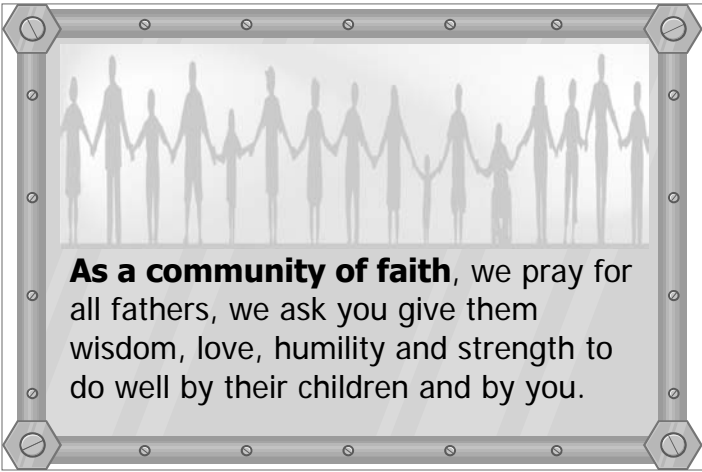 As a community of faith, we pray for
all fathers, we ask you give them
wisdom, love, humility and strength to
do well by their children and by you.